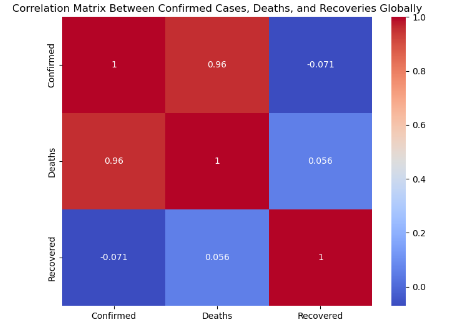 Correlation Matrix Between Confirmed Cases, Deaths, and Recoveries Globally
Confirmed
1
0.96
-0.071
Deaths
0.96
1
0.056
Recovered
-0.071
0.056
1
Confirmed
Deaths
Recovered
1.0
0.8
0.6
0.4
0.2
0.0